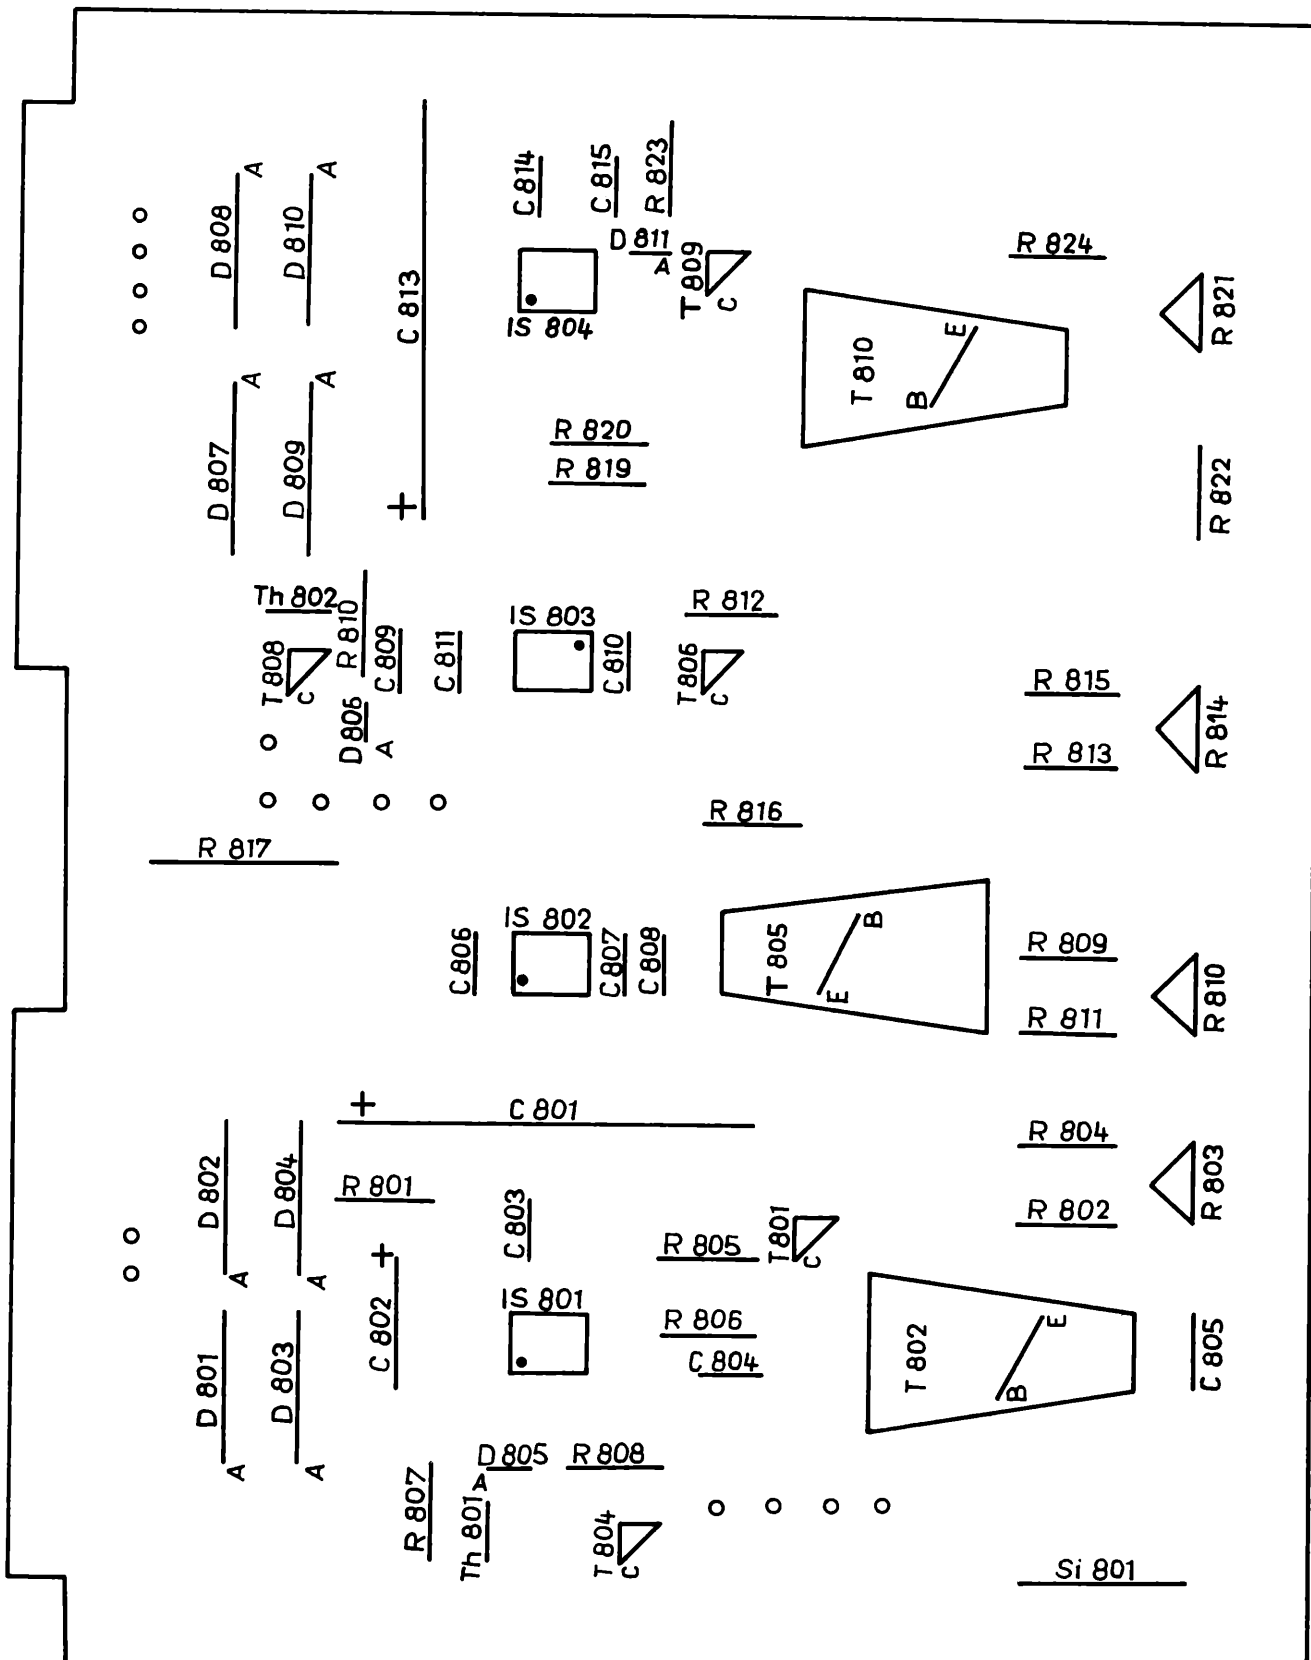 C 814
C 815
R 823
A
A
D 808
D 810
D 811
A
T 809
C
R 824
C 813
IS 804
R 821
E
T 810
B
A
A
D 807
D 809
R 820
R 819
+
R 822
Th 802
R 810
IS 803
R 812
T 808
C
C 809
C 811
C 810
T 806
C
R 815
D 806
A
R 814
R 813
R 816
R 817
C 806
IS 802
C 807
C 808
T 805
B
E
R 809
R 810
R 811
+
C 801
D 802
D 804
R 801
R 804
R 803
C 803
T 801
C
R 802
A
A
+
R 805
IS 801
C 802
R 806
C 804
T 802
E
B
C 805
D 801
D 803
A
A
R 807
D 805
A
R 808
Th 801
T 804
C
Si 801